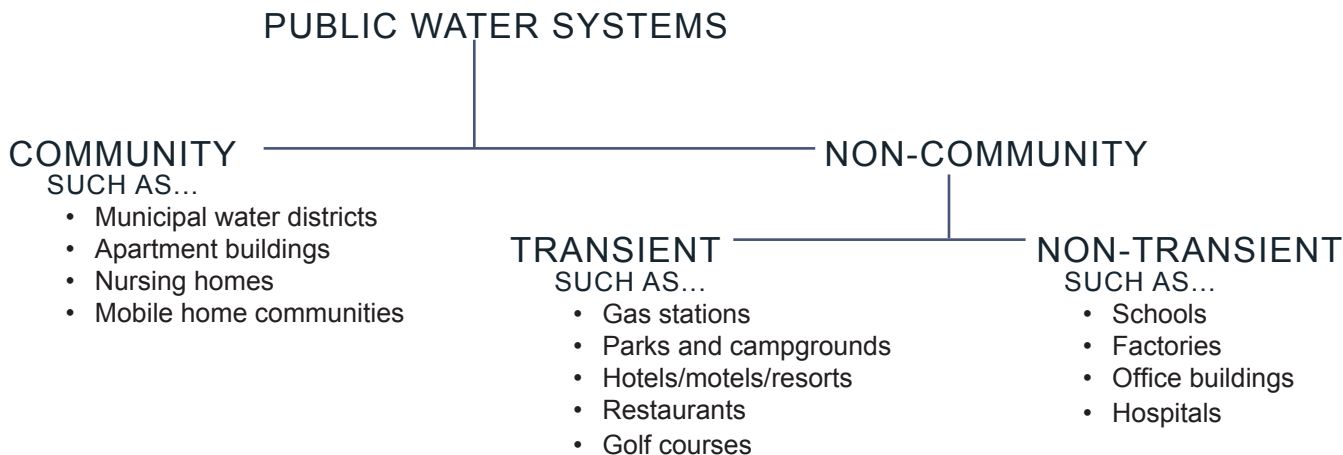 PUBLIC WATER SYSTEMS
COMMUNITY
SUCH AS...
• Municipal water districts
• Apartment buildings
• Nursing homes
• Mobile home communities
NON-COMMUNITY
TRANSIENT
SUCH AS...
• Gas stations
• Parks and campgrounds
• Hotels/motels/resorts
• Restaurants
• Golf courses
NON-TRANSIENT
SUCH AS...
• Schools
• Factories
• Office buildings
• Hospitals